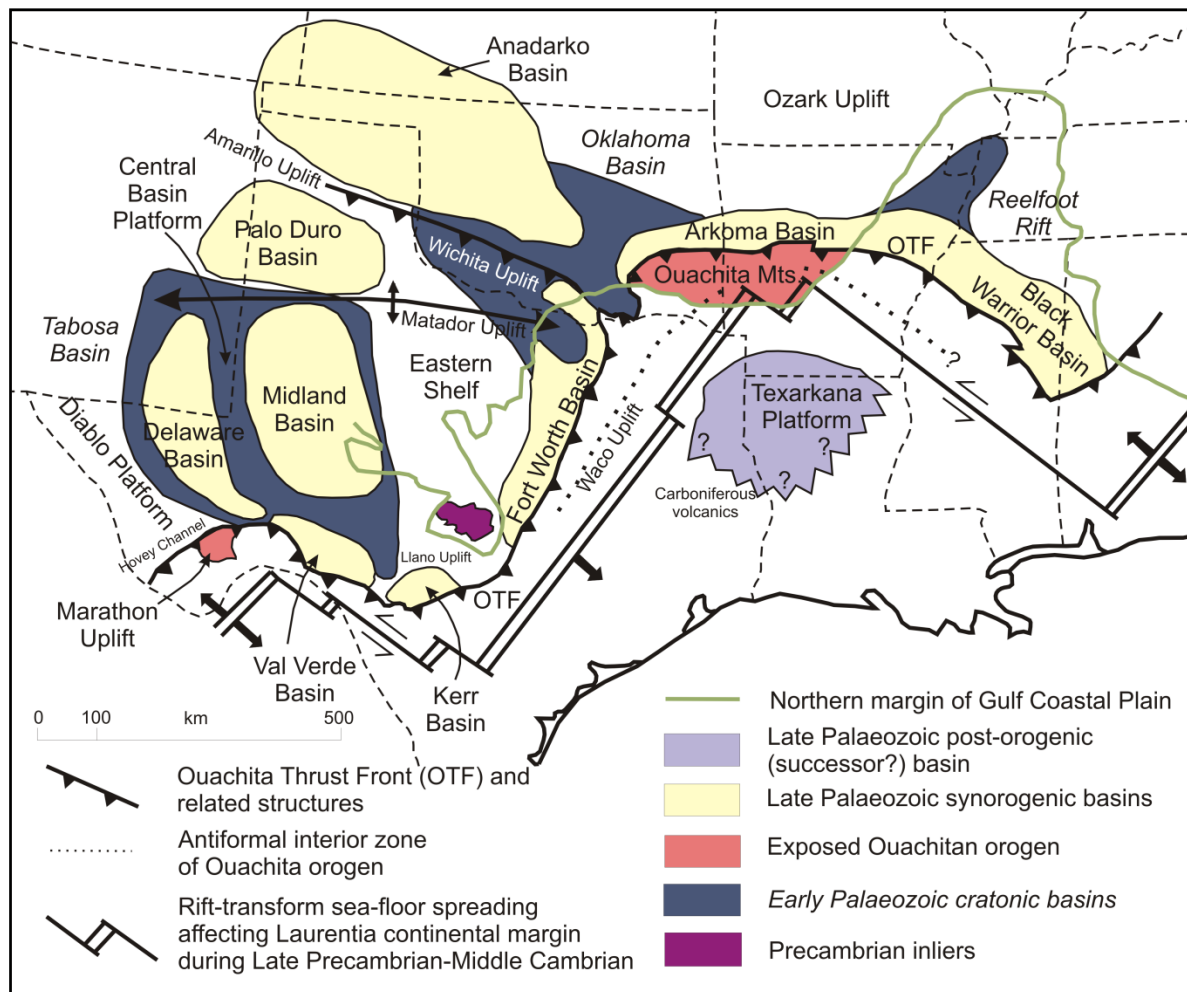 Anadarko
Basin
Ozark Uplift
Oklahoma
Basin
Amarillo Uplift
Central
Basin
Platform
Palo Duro
Basin
Reelfoot
Rift
Arkoma Basin
OTF
Wichita Uplift
Ouachita Mts.
Black
Warrior Basin
Matador Uplift
Tabosa
Basin
Eastern
Shelf
?
Midland
Basin
Texarkana
Platform
Diablo Platform
Delaware
Basin
Fort Worth Basin
Waco Uplift
?
?
?
Carboniferous
volcanics
Hovey Channel
Llano Uplift
OTF
Marathon
Uplift
Val Verde
Basin
Kerr
Basin
0 100 km 500
Ouachita Thrust Front (OTF) and
related structures
Antiformal interior zone
of Ouachita orogen
Rift-transform sea-floor spreading
affecting Laurentia continental margin
during Late Precambrian-Middle Cambrian
Northern margin of Gulf Coastal Plain
Late Palaeozoic post-orogenic
(successor?) basin
Late Palaeozoic synorogenic basins
Exposed Ouachitan orogen
Early Palaeozoic cratonic basins
Precambrian inliers